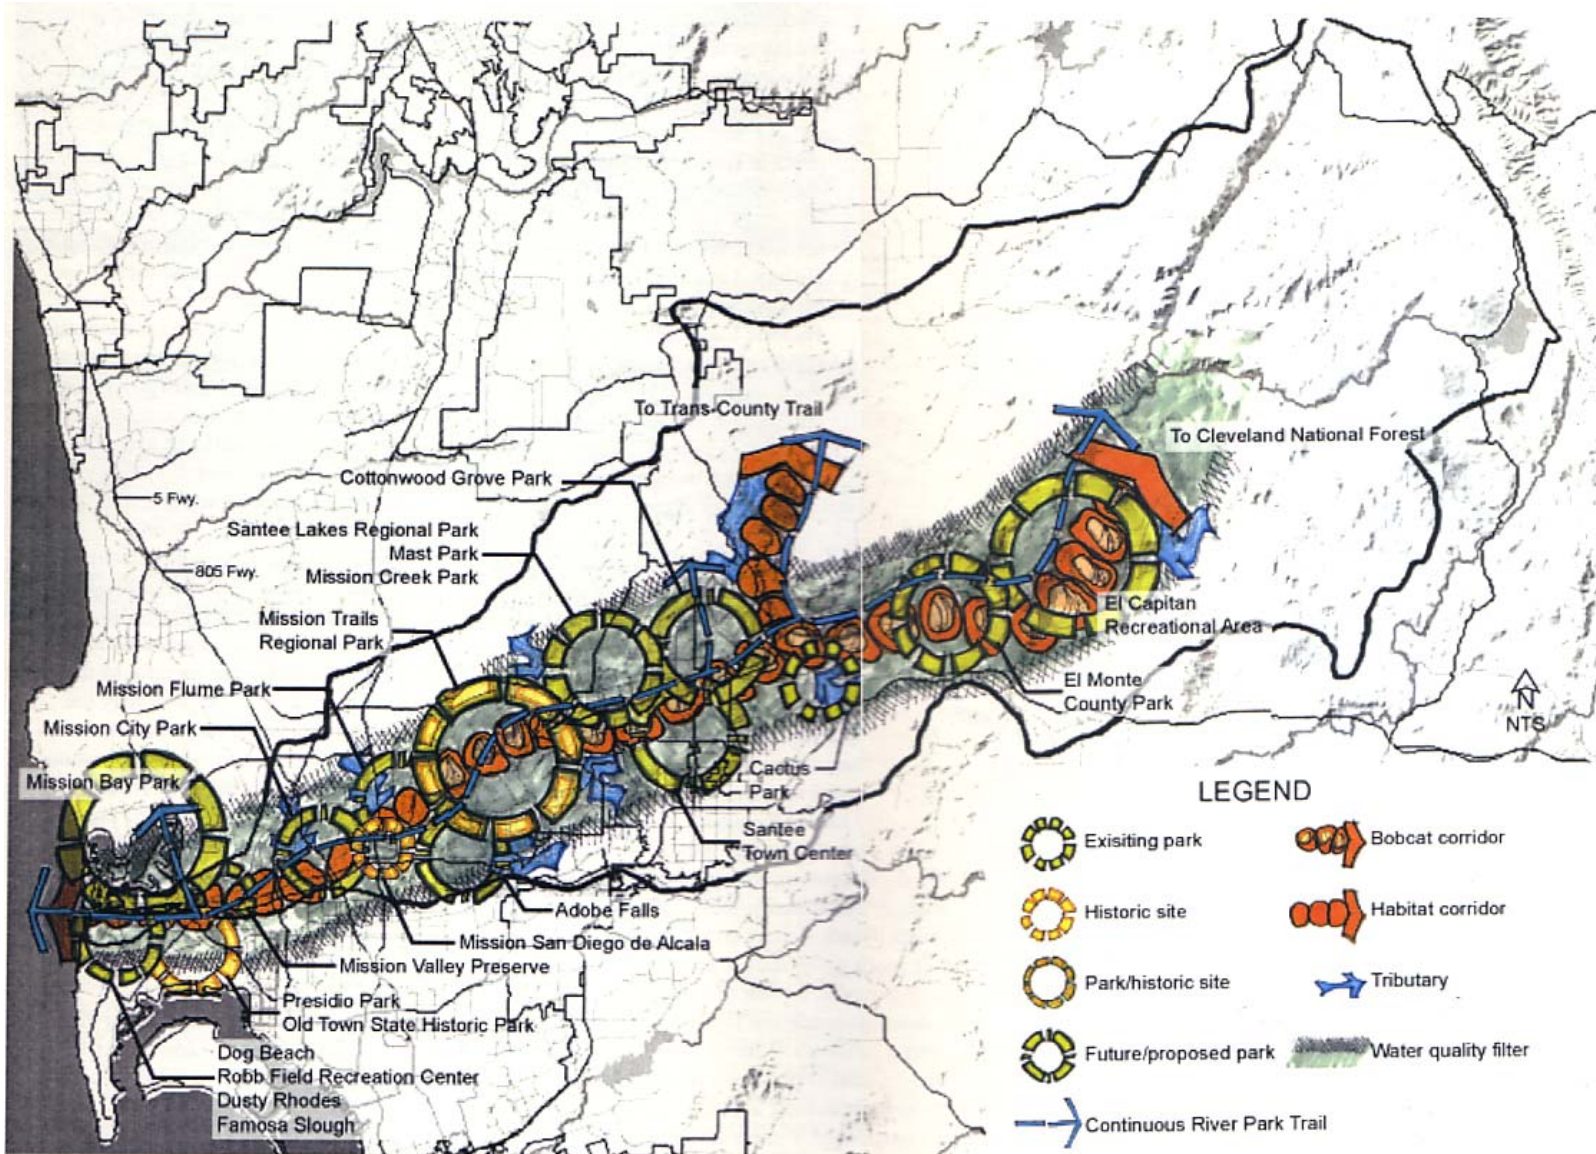 To Trans-County Trail
To Cleveland National Forest
Cottonwood Grove Park
5 Fwy.
Santee Lakes Regional Park
Mast Park
Mission Creek Park
805 Fwy.
Mission Trails
Regional Park
El Capitan
Recreational Area
Mission Flume Park
El Monte
County Park
Mission City Park
NTS
Mission Bay Park
Cactus
Park
Santee
Town Center
Adobe Falls
Mission San Diego de Alcala
Mission Valley Preserve
Presidio Park
Old Town State Historic Park
Dog Beach
Robb Field Recreation Center
Dusty Rhodes
Famosa Slough
LEGEND
Exisiting park
Bobcat corridor
Historic site
Habitat corridor
Park/historic site
Tributary
Future/proposed park
Water quality filter
Continuous River Park Trail